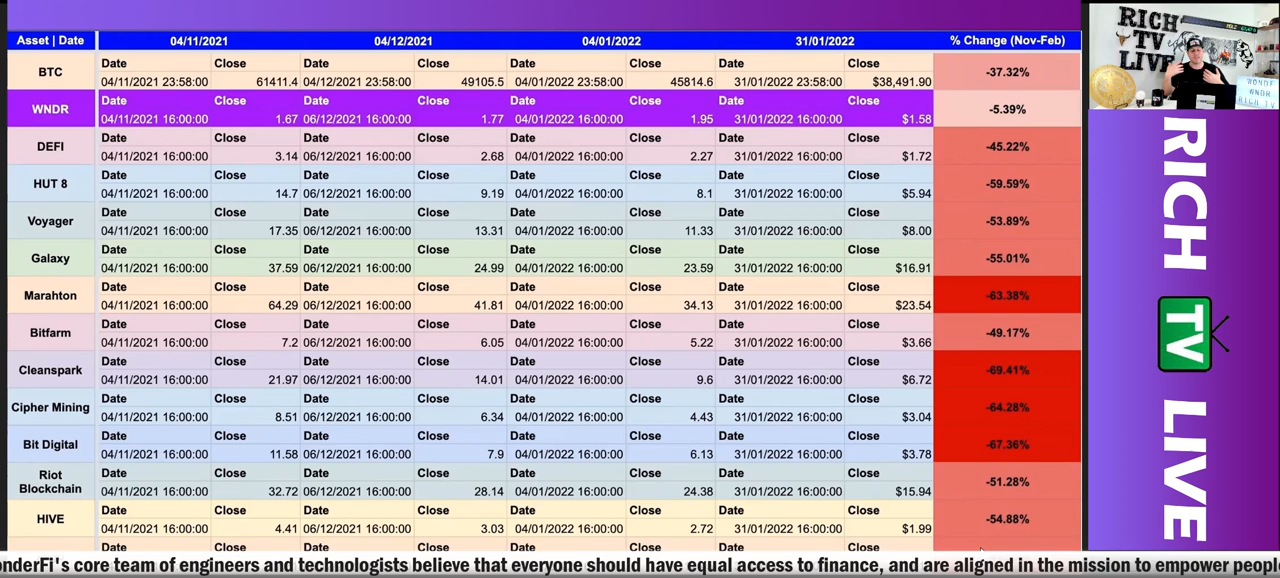 Asset | Date 04/11/2021 04/12/2021 04/01/2022 31/01/2022 % Change (Nov-Feb)
BTC Date Close Date Close Date Close Date Close -37.32%
04/11/2021 23:58:00 61411.4 04/12/2021 23:58:00 49105.5 04/01/2022 23:58:00 45814.6 31/01/2022 23:58:00 $38,491.90
WNDR Date Close Date Close Date Close Date Close -5.39%
04/11/2021 16:00:00 1.67 06/12/2021 16:00:00 1.77 04/01/2022 16:00:00 1.95 31/01/2022 16:00:00 $1.58
DEFI Date Close Date Close Date Close Date Close -45.22%
04/11/2021 16:00:00 3.14 06/12/2021 16:00:00 2.68 04/01/2022 16:00:00 2.27 31/01/2022 16:00:00 $1.72
HUT 8 Date Close Date Close Date Close Date Close -59.59%
04/11/2021 16:00:00 14.7 06/12/2021 16:00:00 9.19 04/01/2022 16:00:00 8.1 31/01/2022 16:00:00 $5.94
Voyager Date Close Date Close Date Close Date Close -53.89%
04/11/2021 16:00:00 17.35 06/12/2021 16:00:00 13.31 04/01/2022 16:00:00 11.33 31/01/2022 16:00:00 $8.00
Galaxy Date Close Date Close Date Close Date Close -55.01%
04/11/2021 16:00:00 37.59 06/12/2021 16:00:00 24.99 04/01/2022 16:00:00 23.59 31/01/2022 16:00:00 $16.91
Marahton Date Close Date Close Date Close Date Close -63.38%
04/11/2021 16:00:00 64.29 06/12/2021 16:00:00 41.81 04/01/2022 16:00:00 34.13 31/01/2022 16:00:00 $23.54
Bitfarm Date Close Date Close Date Close Date Close -49.17%
04/11/2021 16:00:00 7.2 06/12/2021 16:00:00 6.03 04/01/2022 16:00:00 5.22 31/01/2022 16:00:00 $3.66
Cleanspark Date Close Date Close Date Close Date Close -69.41%
04/11/2021 16:00:00 21.97 06/12/2021 16:00:00 14.01 04/01/2022 16:00:00 9.6 31/01/2022 16:00:00 $6.72
Cipher Mining Date Close Date Close Date Close Date Close -64.28%
04/11/2021 16:00:00 8.51 06/12/2021 16:00:00 6.34 04/01/2022 16:00:00 4.43 31/01/2022 16:00:00 $3.04
Bit Digital Date Close Date Close Date Close Date Close -67.36%
04/11/2021 16:00:00 11.58 06/12/2021 16:00:00 7.9 04/01/2022 16:00:00 6.13 31/01/2022 16:00:00 $3.78
Riot Blockchain Date Close Date Close Date Close Date Close -51.28%
04/11/2021 16:00:00 32.72 06/12/2021 16:00:00 28.14 04/01/2022 16:00:00 24.38 31/01/2022 16:00:00 $15.94
HIVE Date Close Date Close Date Close Date Close -54.88%
04/11/2021 16:00:00 4.41 06/12/2021 16:00:00 3.03 04/01/2022 16:00:00 2.72 31/01/2022 16:00:00 $1.99
Date Close Date Close Date Close Date Close
RICH
TV
LIVE
WNDR
RICH TV
RICH TV LIVE
onderFi's core team of engineers and technologists believe that everyone should have equal access to finance, and are aligned in the mission to empower peopl